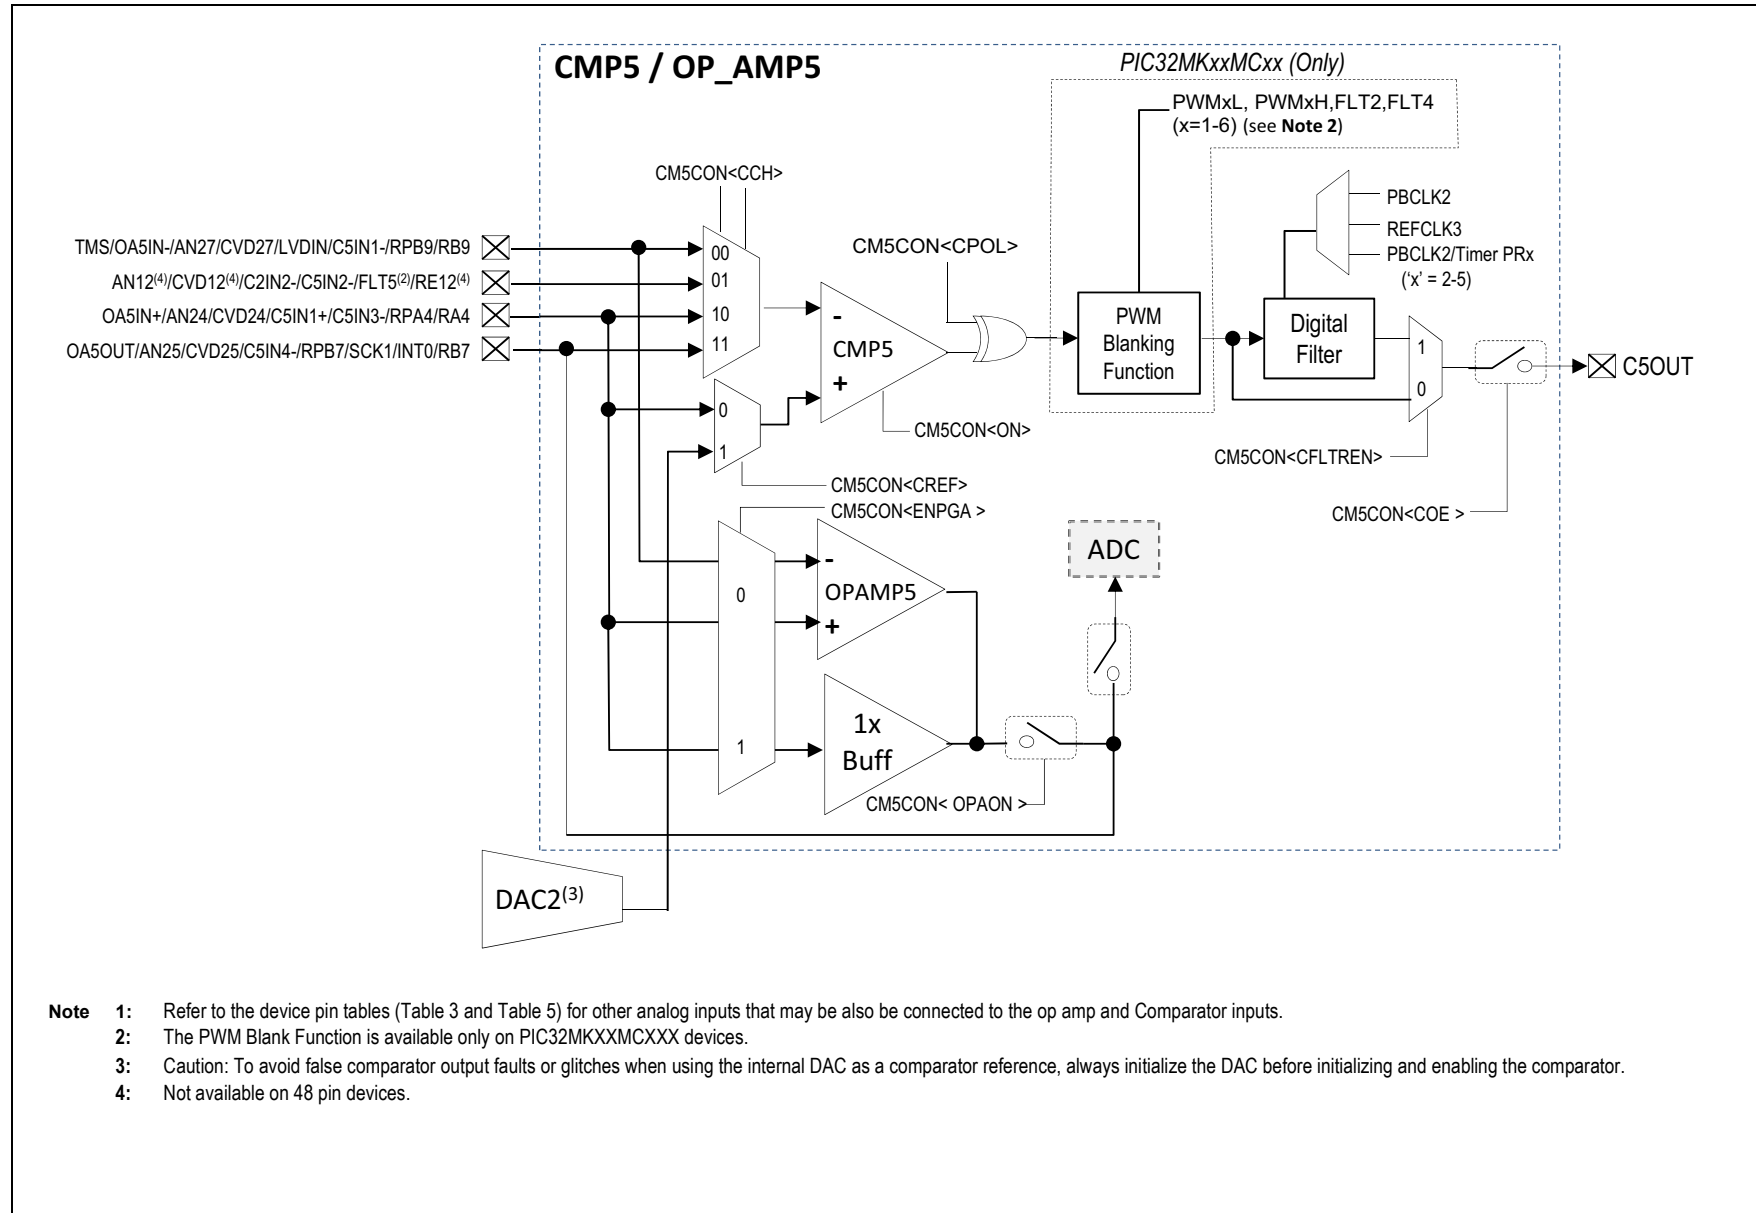 CMP5 / OP_AMP5
PIC32MKxxMCxx (Only)
PWMxL, PWMxH,FLT2,FLT4
(x=1-6) (see Note 2)
CM5CON<CCH>
PBCLK2
REFCLK3
PBCLK2/Timer PRx
('x' = 2-5)
TMS/OA5IN-/AN27/CVD27/LVDIN/C5IN1-/RPB9/RB9
AN12(4)/CVD12(4)/C2IN2-/C5IN2-/FLT5(2)/RE12(4)
OA5IN+/AN24/CVD24/C5IN1+/C5IN3-/RPA4/RA4
OA5OUT/AN25/CVD25/C5IN4-/RPB7/SCK1/INT0/RB7
00
01
10
11
CM5CON<CPOL>
-
CMP5
+
PWM
Blanking
Function
Digital
Filter
1
0
C5OUT
0
1
CM5CON<ON>
CM5CON<CFLTREN>
CM5CON<CREF>
CM5CON<ENPGA >
CM5CON<COE >
ADC
0
1
-
OPAMP5
+
1x
Buff
CM5CON< OPAON >
DAC2(3)
Note 1: Refer to the device pin tables (Table 3 and Table 5) for other analog inputs that may be also be connected to the op amp and Comparator inputs.
2: The PWM Blank Function is available only on PIC32MKXXMCXXX devices.
3: Caution: To avoid false comparator output faults or glitches when using the internal DAC as a comparator reference, always initialize the DAC before initializing and enabling the comparator.
4: Not available on 48 pin devices.